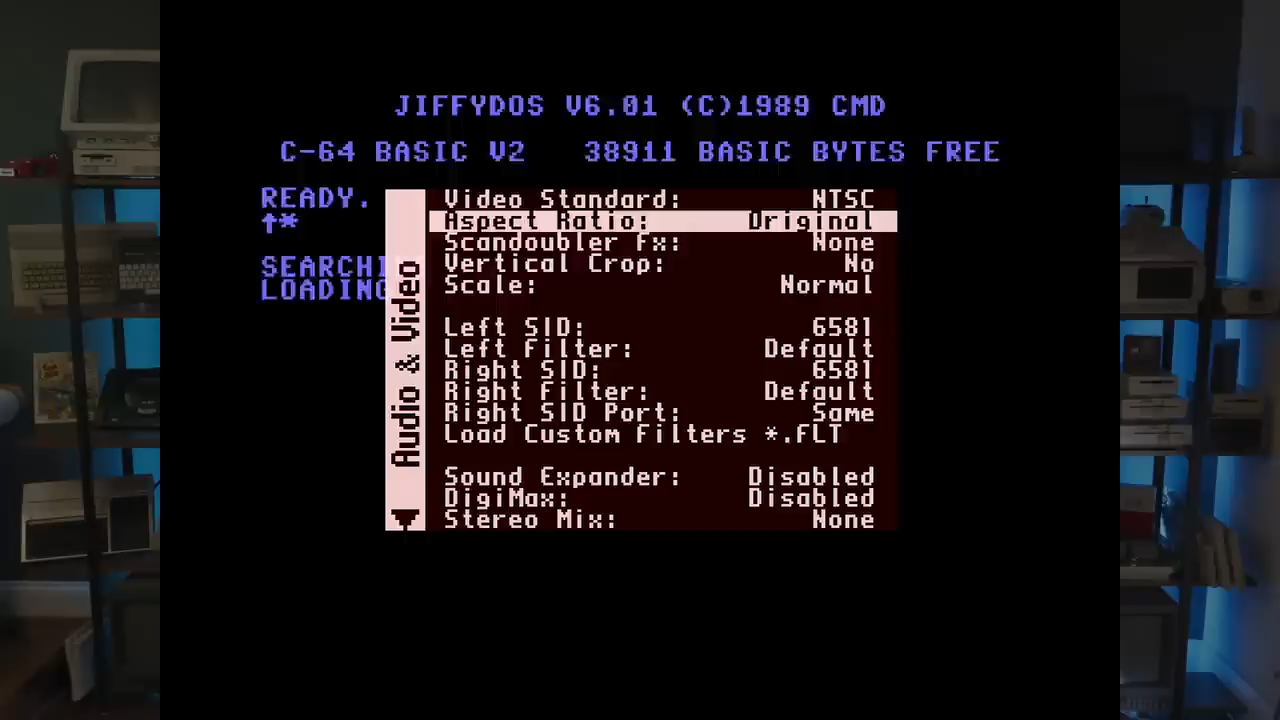 JIFFYDOS V6.01 (C)1989 CMD
C-64 BASIC V2 38911 BASIC BYTES FREE
READY.
↑*
SEARCHI
LOADING
Audio & Video
Video Standard: NTSC
Aspect Ratio: Original
Scandoubler Fx: None
Vertical Crop: No
Scale: Normal
Left SID: 6581
Left Filter: Default
Right SID: 6581
Right Filter: Default
Right SID Port: Same
Load Custom Filters *.FLT
Sound Expander: Disabled
DigiMax: Disabled
Stereo Mix: None